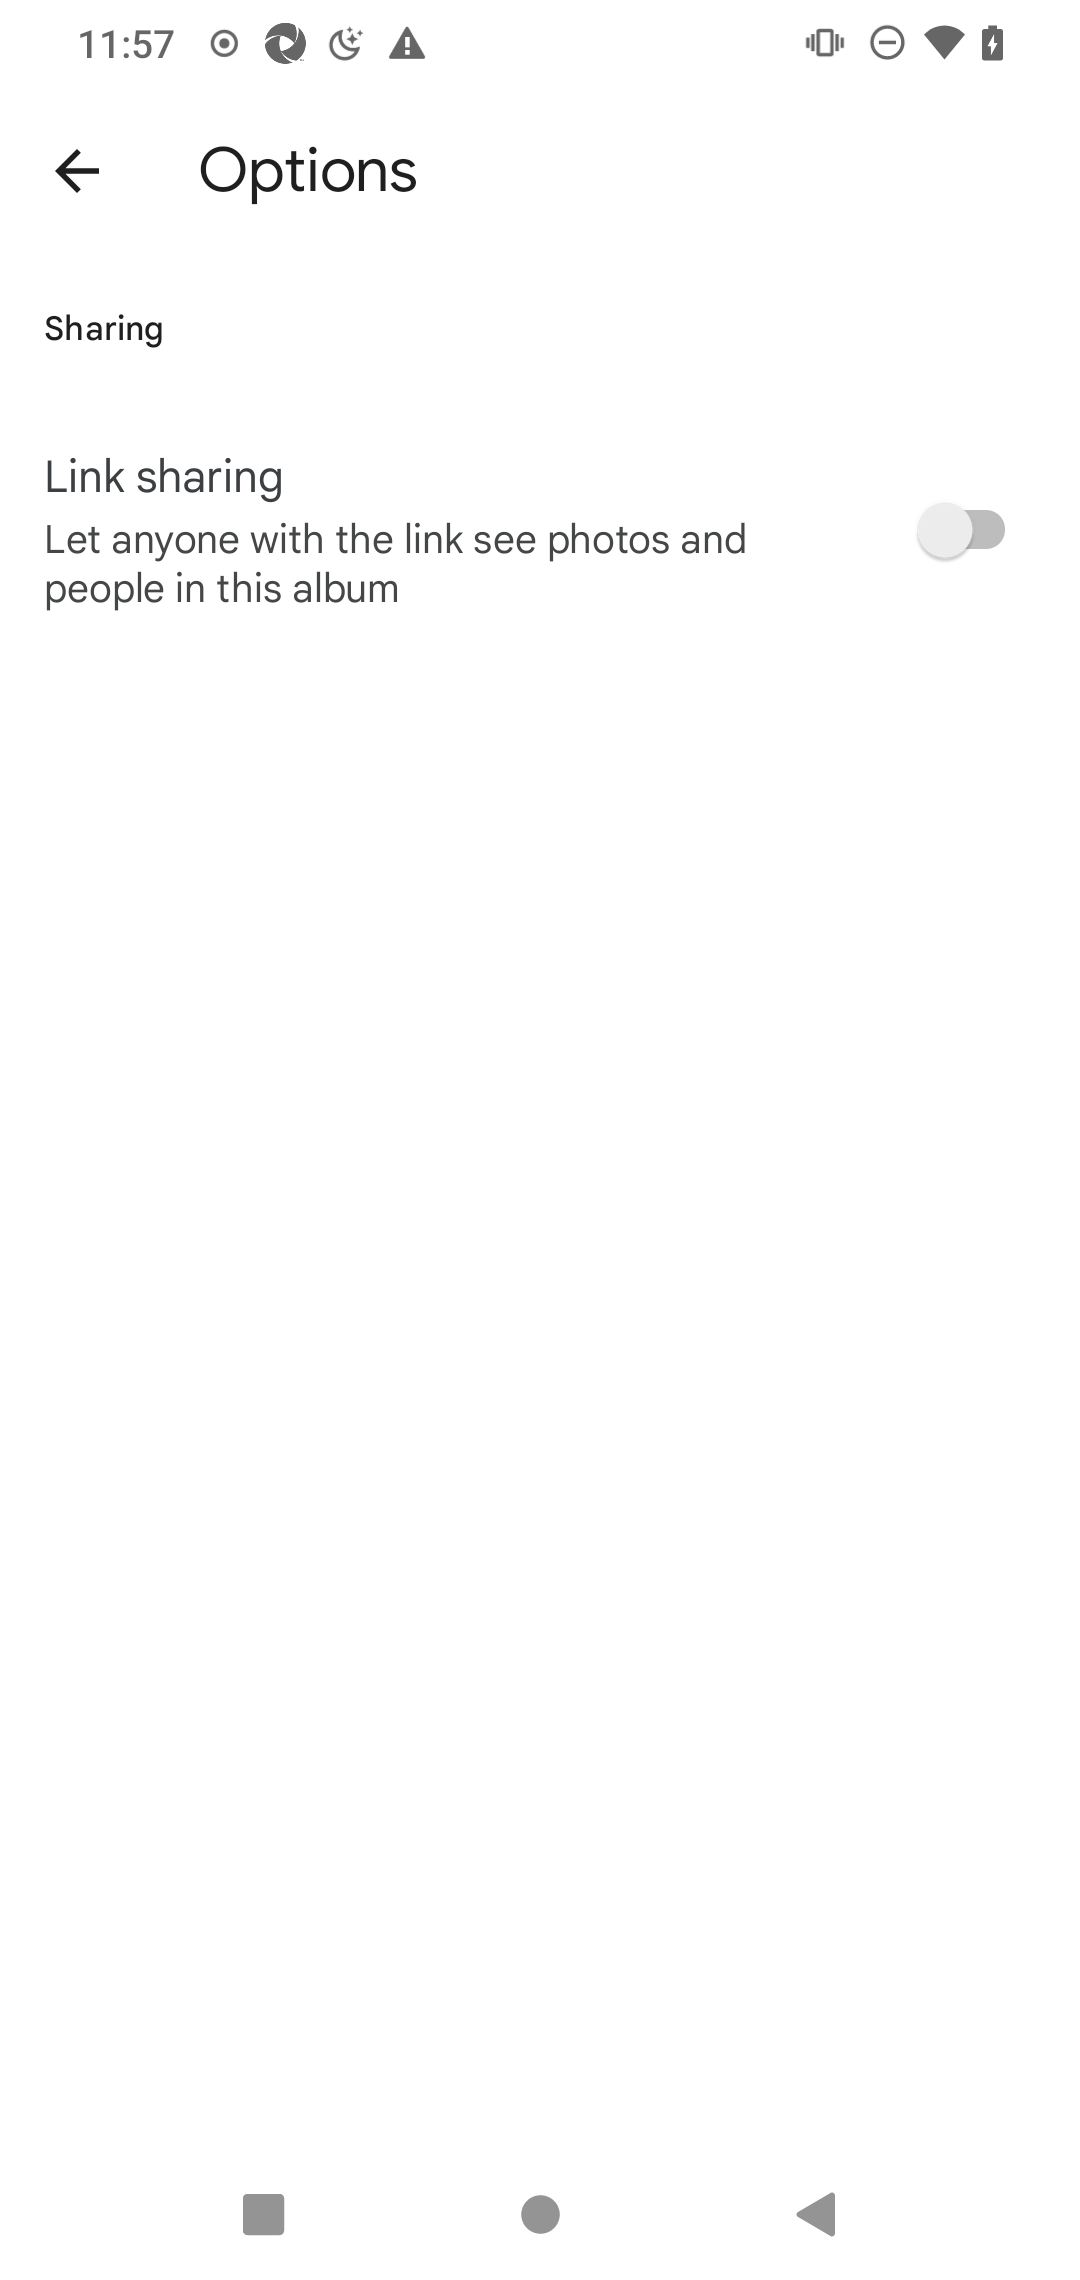 11:57
Options
Sharing
Link sharing
Let anyone with the link see photos and
people in this album